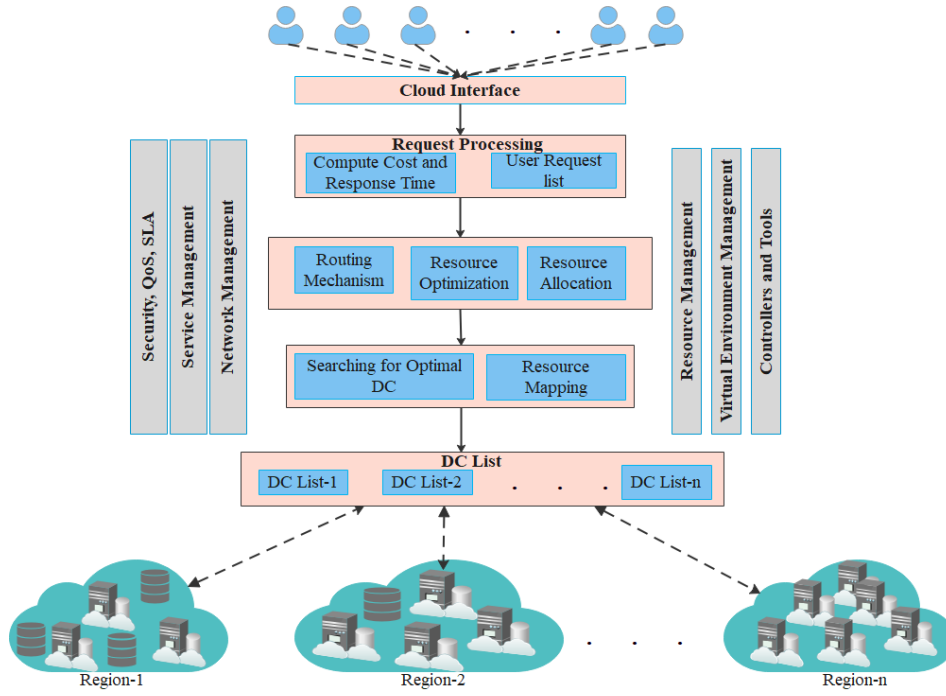 Cloud Interface
Request Processing
Compute Cost and
Response Time
User Request
list
Routing
Mechanism
Resource
Optimization
Resource
Allocation
Searching for Optimal
DC
Resource
Mapping
DC List
DC List-1
DC List-2
. . .
DC List-n
Security, QoS, SLA
Service Management
Network Management
Resource Management
Virtual Environment Management
Controllers and Tools
Region-1
Region-2
Region-n